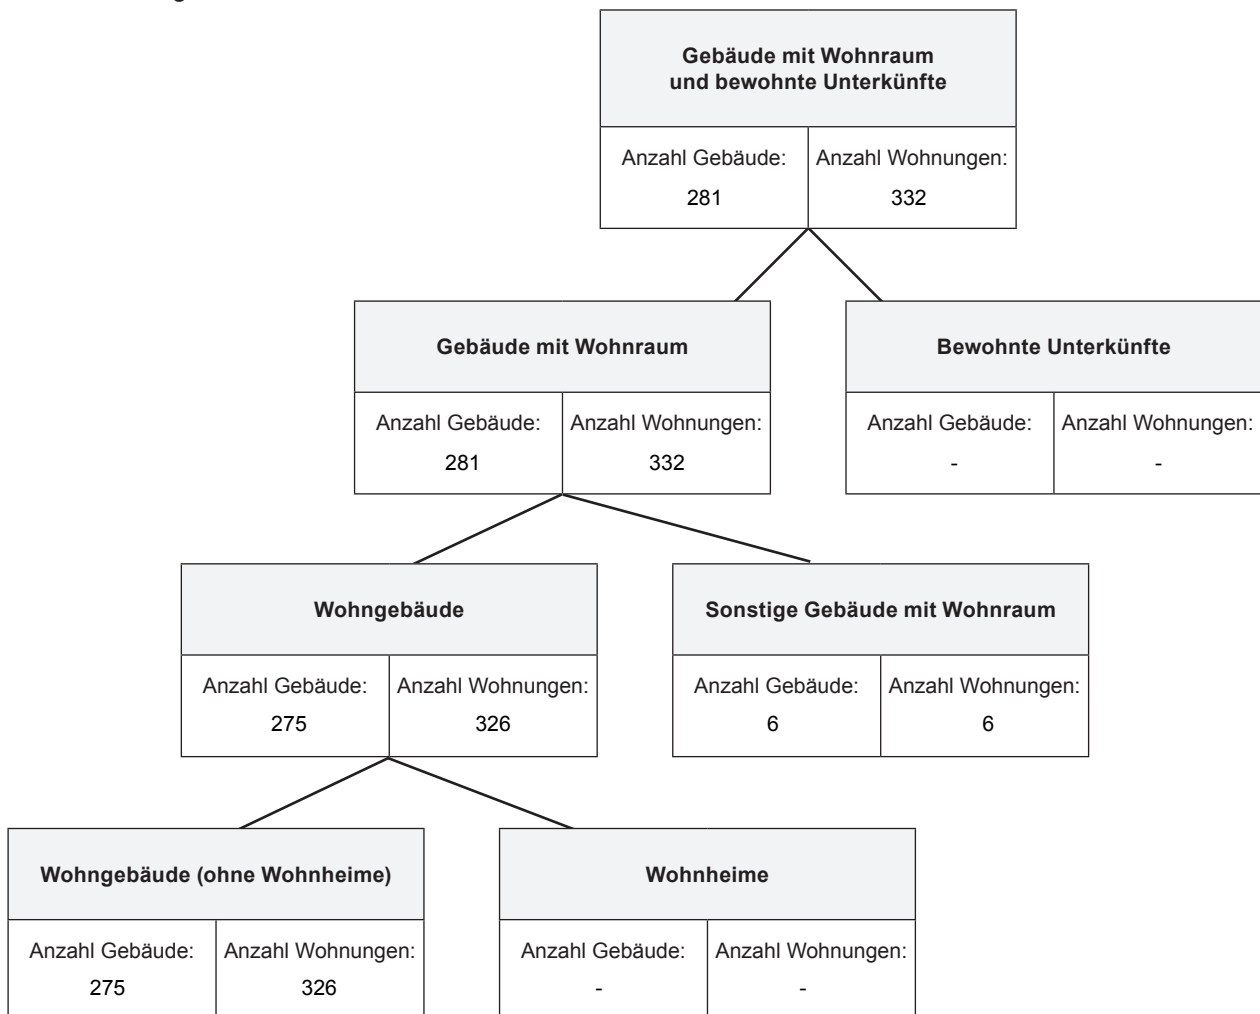 Gebäude mit Wohnraum
und bewohnte Unterkünfte
Anzahl Gebäude: Anzahl Wohnungen:
281 332
Gebäude mit Wohnraum
Anzahl Gebäude: Anzahl Wohnungen:
281 332
Bewohnte Unterkünfte
Anzahl Gebäude: Anzahl Wohnungen:
- -
Wohngebäude
Anzahl Gebäude: Anzahl Wohnungen:
275 326
Sonstige Gebäude mit Wohnraum
Anzahl Gebäude: Anzahl Wohnungen:
6 6
Wohngebäude (ohne Wohnheime)
Anzahl Gebäude: Anzahl Wohnungen:
275 326
Wohnheime
Anzahl Gebäude: Anzahl Wohnungen:
- -